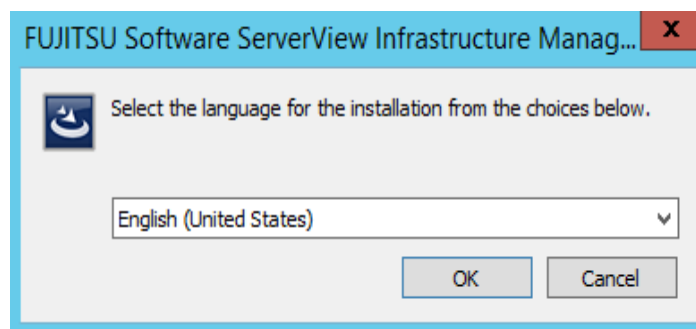 FUJITSU Software ServerView Infrastructure Manag... X
Select the language for the installation from the choices below.
English (United States)
OK Cancel